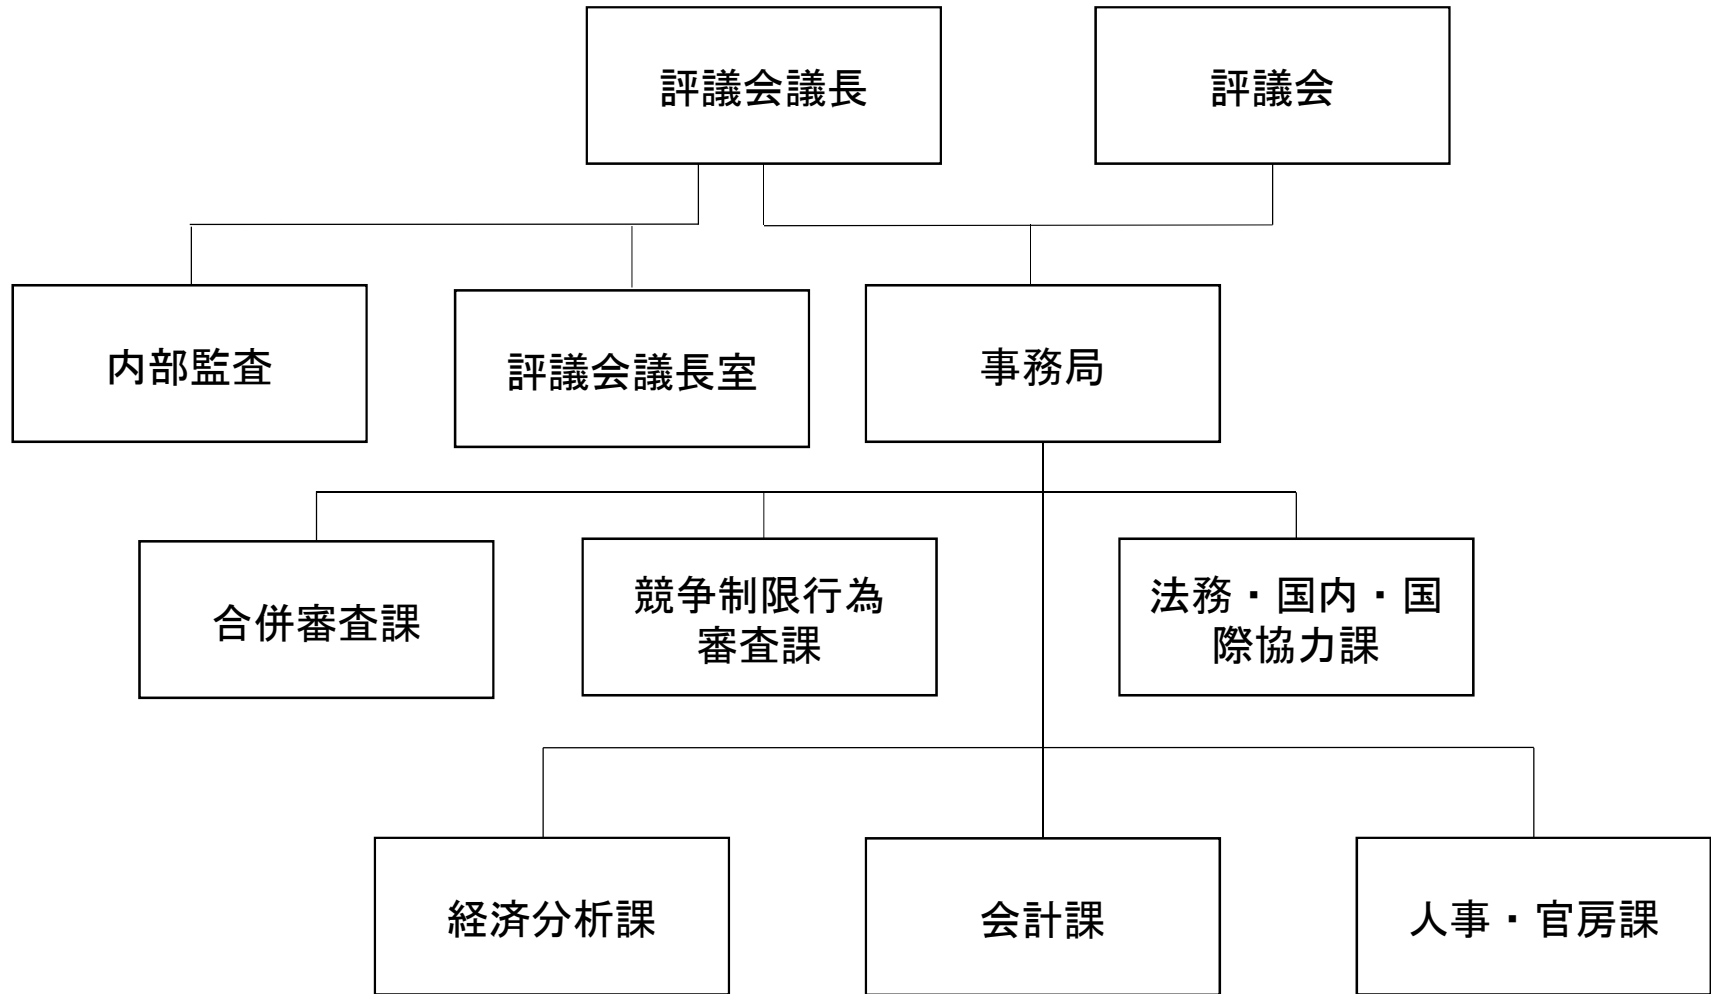 評議会議長
評議会
内部監査
評議会議長室
事務局
合併審査課
競争制限行為
審査課
法務・国内・国
際協力課
経済分析課
会計課
人事・官房課